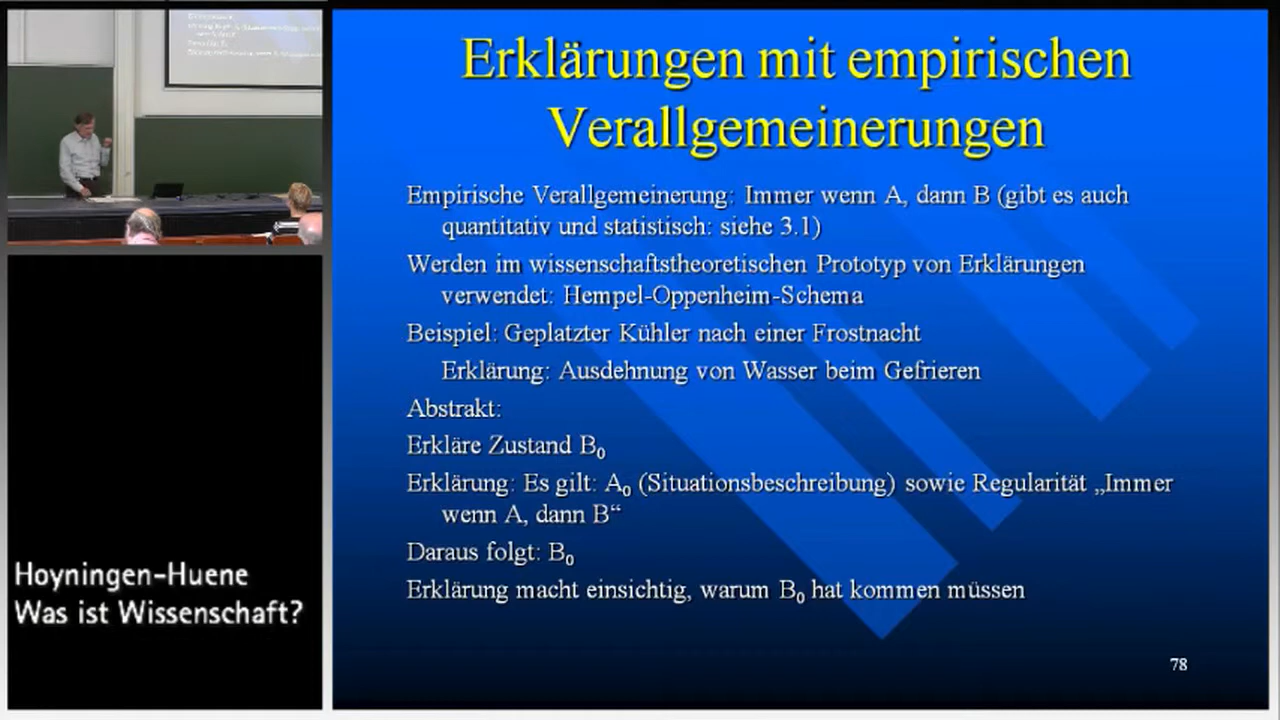 Erklärungen mit empirischen
Verallgemeinerungen
Empirische Verallgemeinerung: Immer wenn A, dann B (gibt es auch
quantitativ und statistisch: siehe 3.1)
Werden im wissenschaftstheoretischen Prototyp von Erklärungen
verwendet: Hempel-Oppenheim-Schema
Beispiel: Geplatzter Kühler nach einer Frostnacht
Erklärung: Ausdehnung von Wasser beim Gefrieren
Abstrakt:
Erkläre Zustand B₀
Erklärung: Es gilt: A₀ (Situationsbeschreibung) sowie Regularität „Immer
wenn A, dann B“
Daraus folgt: B₀
Erklärung macht einsichtig, warum B₀ hat kommen müssen
78
Hoyningen-Huene
Was ist Wissenschaft?